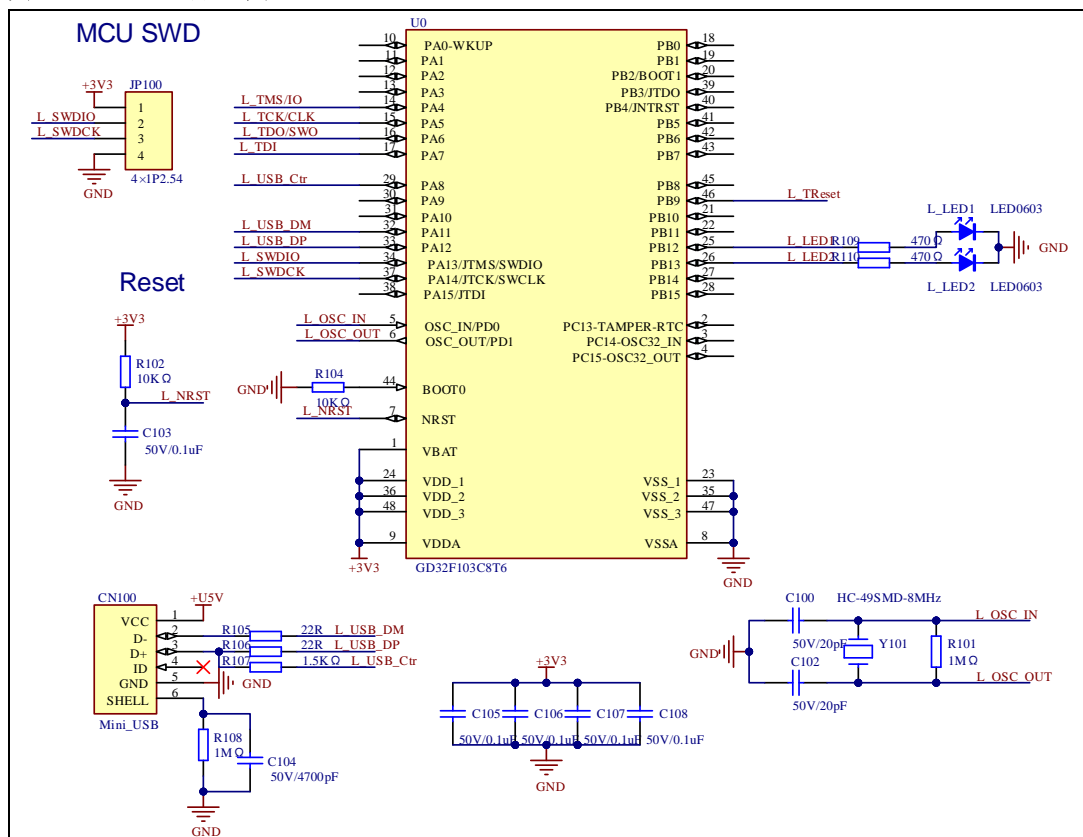 MCU SWD
JP100
+3V3
L_SWDIO
L_SWDCK
1
2
3
4
GND
4×1P2.54
Reset
+3V3
R102
10KΩ
L_NRST
C103
50V/0.1uF
GND
U0
10 PA0-WKUP
11 PA1
12 PA2
13 PA3
L_TMS/IO 14 PA4
L_TCK/CLK 15 PA5
L_TDO/SWO 16 PA6
L_TDI 17 PA7
L_USB_Ctr 29 PA8
30 PA9
31 PA10
L_USB_DM 32 PA11
L_USB_DP 33 PA12
L_SWDIO 34 PA13/JTMS/SWDIO
L_SWDCK 37 PA14/JTCK/SWCLK
38 PA15/JTDI
L_OSC_IN 5 OSC_IN/PD0
L_OSC_OUT 6 OSC_OUT/PD1
GND R104 10KΩ 44 BOOT0
L_NRST 7 NRST
1 VBAT
24 VDD_1
36 VDD_2
48 VDD_3
9 VDDA
+3V3
GD32F103C8T6
PB0 18
PB1 19
PB2/BOOT1 20
PB3/JTDO 39
PB4/JNTRST 40
PB5 41
PB6 42
PB7 43
PB8 45
PB9 46 L_TReset
PB10 21
PB11 22
PB12 25 L_LED1 R109 470Ω
PB13 26 L_LED2 R110 470Ω
PB14 27
PB15 28
L_LED1 LED0603
GND
L_LED2 LED0603
PC13-TAMPER-RTC 2
PC14-OSC32_IN 3
PC15-OSC32_OUT 4
VSS_1 23
VSS_2 35
VSS_3 47
VSSA 8
GND
CN100
+U5V
VCC 1
D- 2 R105 22R L_USB_DM
D+ 3 R106 22R L_USB_DP
ID 4 R107 1.5KΩ L_USB_Ctr
GND 5 GND
SHELL 6
Mini_USB
R108
1MΩ
C104
50V/4700pF
GND
+3V3
C105 C106 C107 C108
50V/0.1uF 50V/0.1uF 50V/0.1uF 50V/0.1uF
GND
C100
HC-49SMD-8MHz
L_OSC_IN
50V/20pF
GND
Y101
R101
1MΩ
C102
L_OSC_OUT
50V/20pF